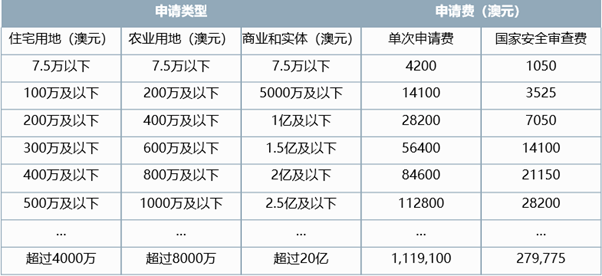 申请类型 申请费（澳元）
住宅用地（澳元） 农业用地（澳元） 商业和实体（澳元） 单次申请费 国家安全审查费
7.5万以下 7.5万以下 7.5万以下 4200 1050
100万及以下 200万及以下 5000万及以下 14100 3525
200万及以下 400万及以下 1亿及以下 28200 7050
300万及以下 600万及以下 1.5亿及以下 56400 14100
400万及以下 800万及以下 2亿及以下 84600 21150
500万及以下 1000万及以下 2.5亿及以下 112800 28200
... ... ... ... ...
超过4000万 超过8000万 超过20亿 1,119,100 279,775